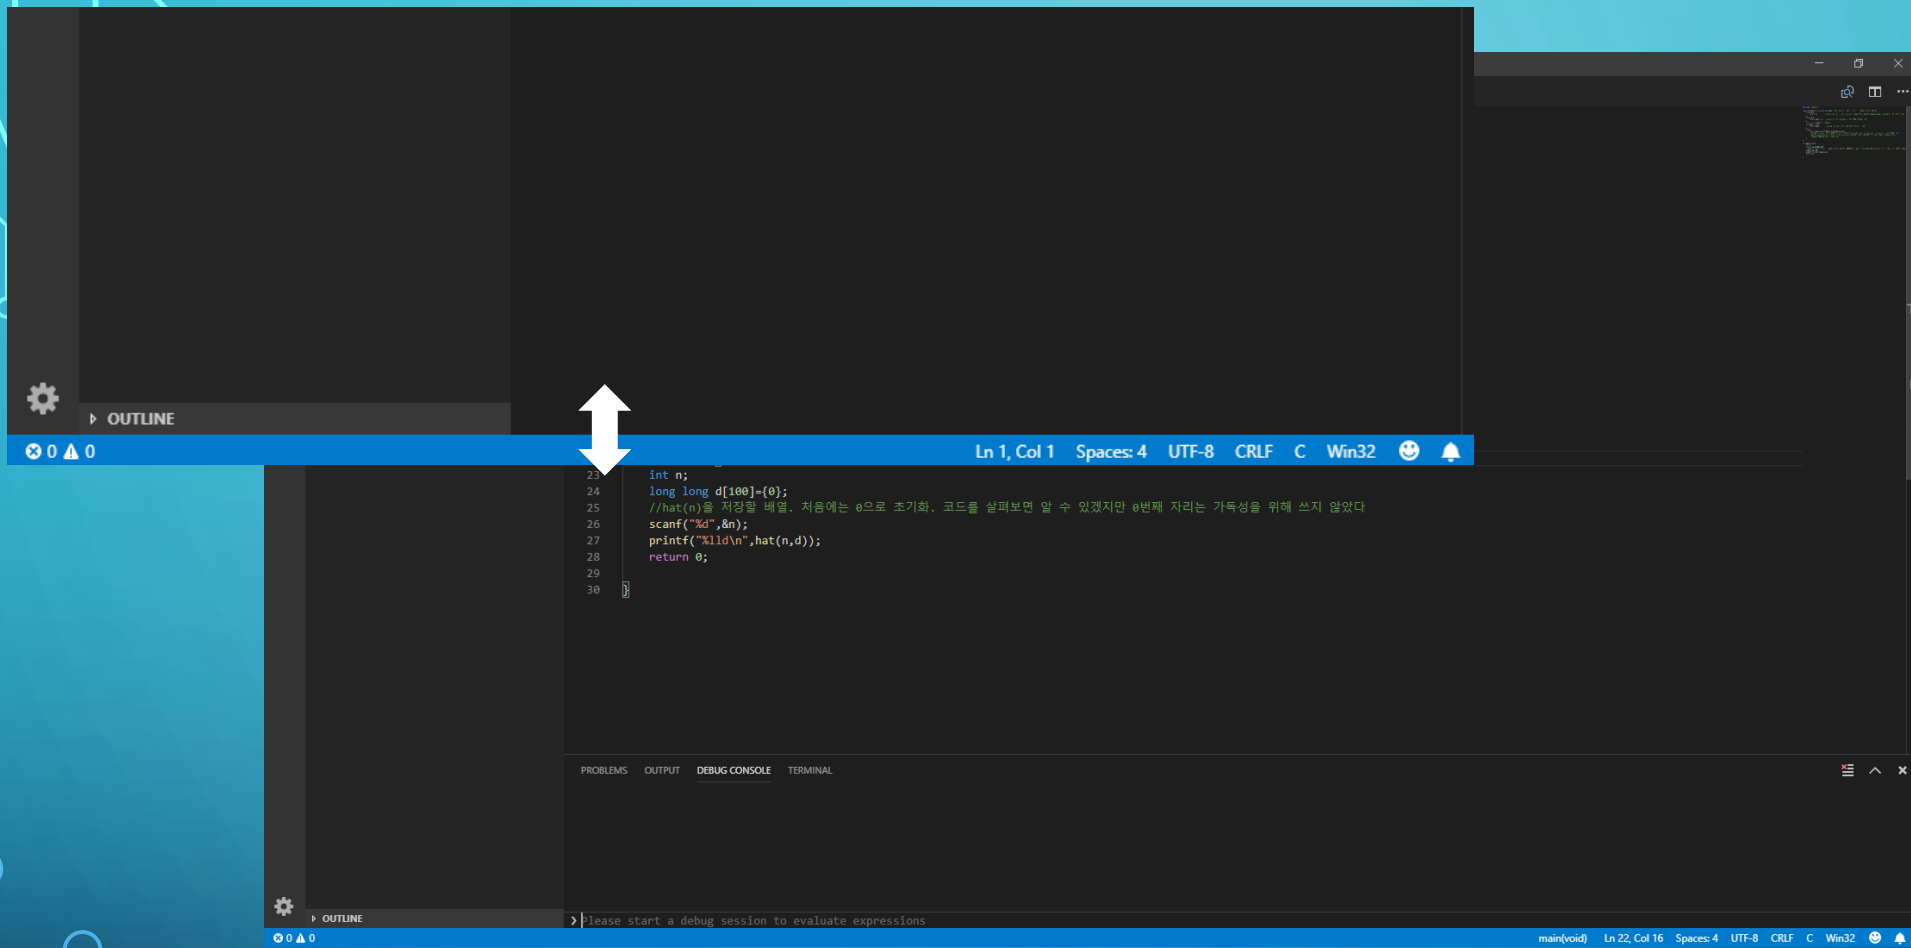 OUTLINE
0 0
Ln 1, Col 1 Spaces: 4 UTF-8 CRLF C Win32
23 int n;
24 long long d[100]={0};
25 //hat(n)을 저장할 배열. 처음에는 0으로 초기화. 코드를 살펴보면 알 수 있겠지만 0번째 자리는 가독성을 위해 쓰지 않았다
26 scanf("%d",&n);
27 printf("%lld\n",hat(n,d));
28 return 0;
29
30 }
PROBLEMS OUTPUT DEBUG CONSOLE TERMINAL
OUTLINE
Please start a debug session to evaluate expressions
0 0
main(void) Ln 22, Col 16 Spaces: 4 UTF-8 CRLF C Win32